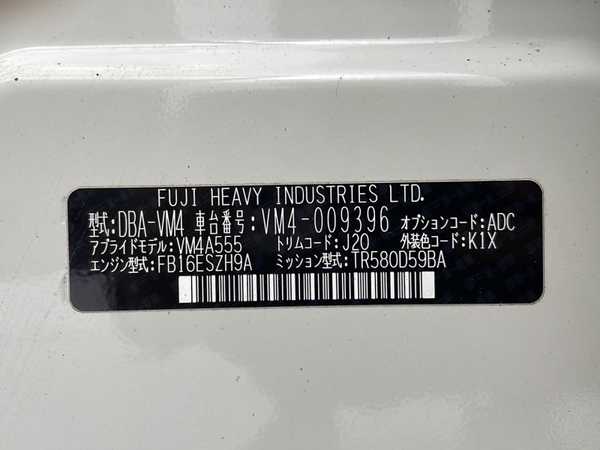 FUJI HEAVY INDUSTRIES LTD.
型式:DBA-VM4 車台番号:VM4-009396 オプションコード:ADC
アプライドモデル:VM4A555 トリムコード:J20 外装色コード:K1X
エンジン型式:FB16ESZH9A ミッション型式:TR580D59BA